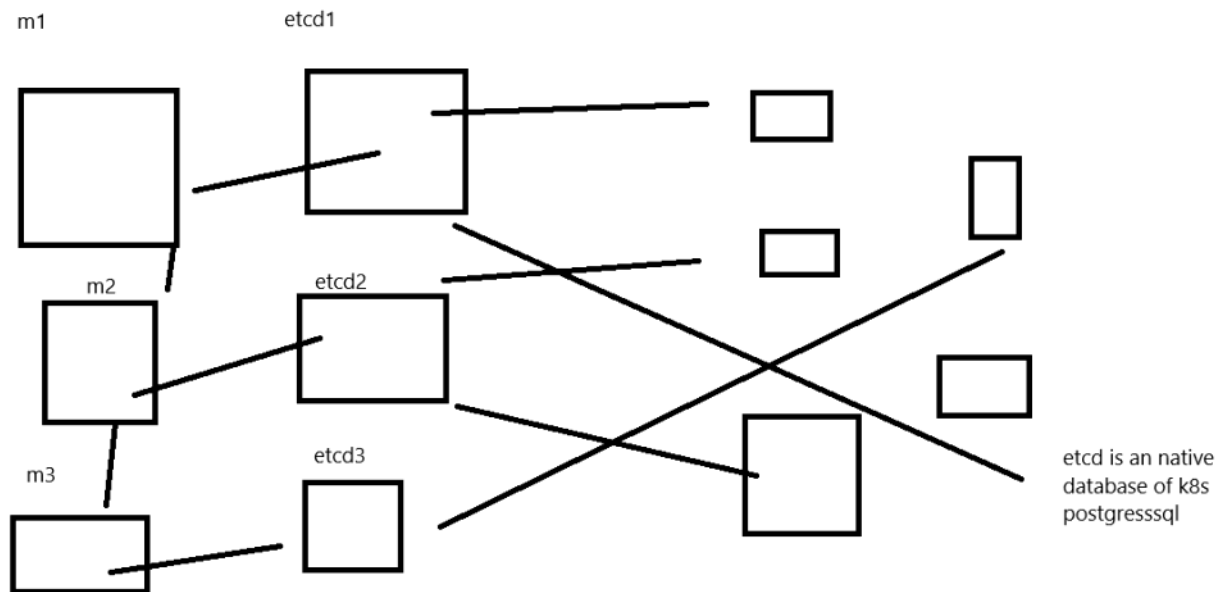 m1
etcd1
m2
etcd2
m3
etcd3
etcd is an native
database of k8s
postgresssql